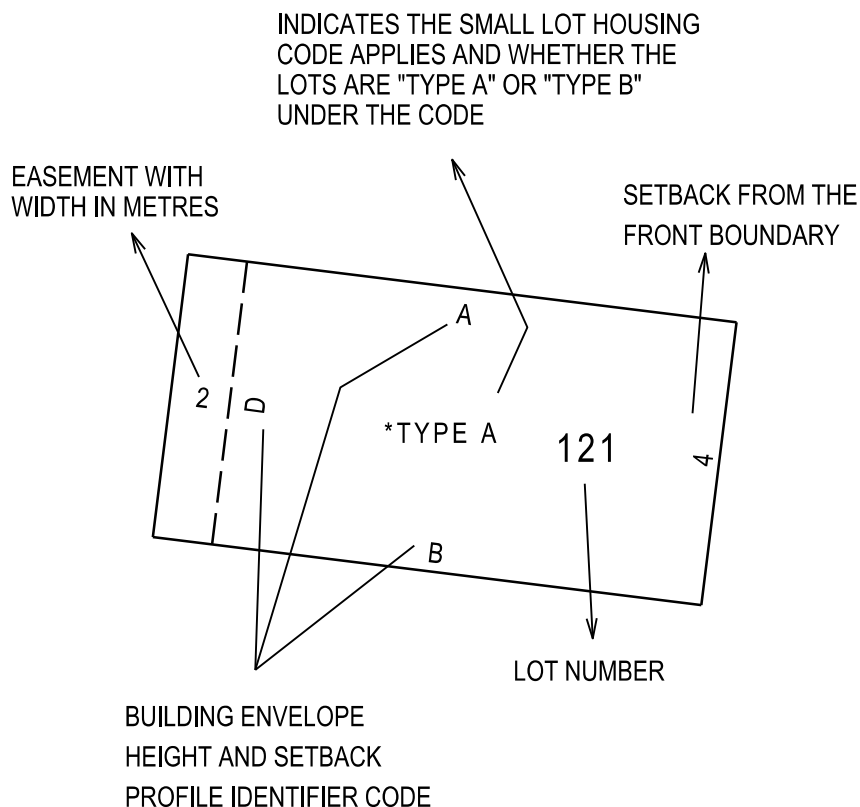 INDICATES THE SMALL LOT HOUSING
CODE APPLIES AND WHETHER THE
LOTS ARE "TYPE A" OR "TYPE B"
UNDER THE CODE
EASEMENT WITH
WIDTH IN METRES
SETBACK FROM THE
FRONT BOUNDARY
A
2
D
*TYPE A
121
4
B
LOT NUMBER
BUILDING ENVELOPE
HEIGHT AND SETBACK
PROFILE IDENTIFIER CODE